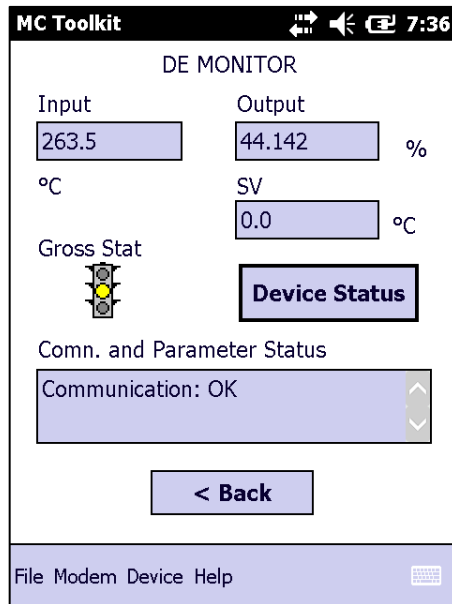 MC Toolkit 7:36
DE MONITOR
Input Output
263.5 44.142 %
°C SV
0.0 °C
Gross Stat
Device Status
Comn. and Parameter Status
Communication: OK
< Back
File Modem Device Help